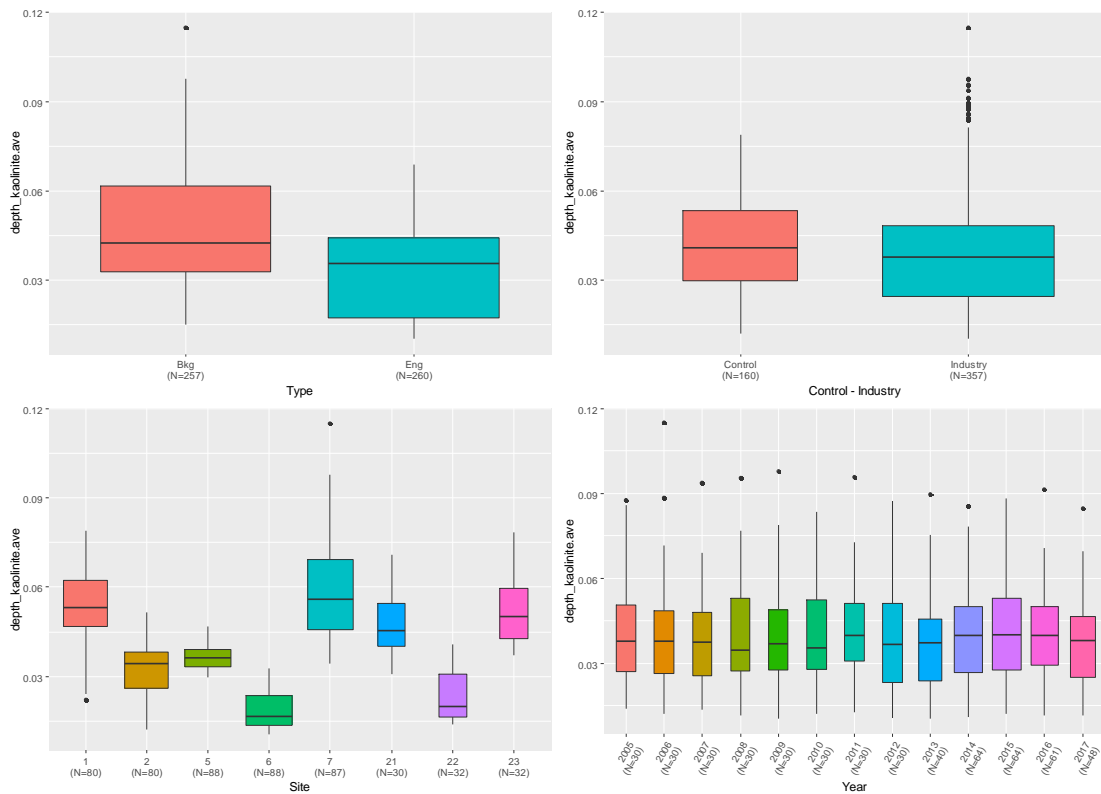 0.12
0.09
0.06
0.03
depth_kaolinite.ave
Bkg
(N=257)
Eng
(N=260)
Type
0.12
0.09
0.06
0.03
depth_kaolinite.ave
Control
(N=160)
Industry
(N=357)
Control - Industry
0.12
0.09
0.06
0.03
depth_kaolinite.ave
1
(N=80)
2
(N=80)
5
(N=88)
6
(N=88)
7
(N=87)
21
(N=30)
22
(N=32)
23
(N=32)
Site
0.12
0.09
0.06
0.03
depth_kaolinite.ave
2005
(N=30)
2006
(N=30)
2007
(N=30)
2008
(N=30)
2009
(N=30)
2010
(N=30)
2011
(N=30)
2012
(N=30)
2013
(N=40)
2014
(N=64)
2015
(N=64)
2016
(N=61)
2017
(N=48)
Year